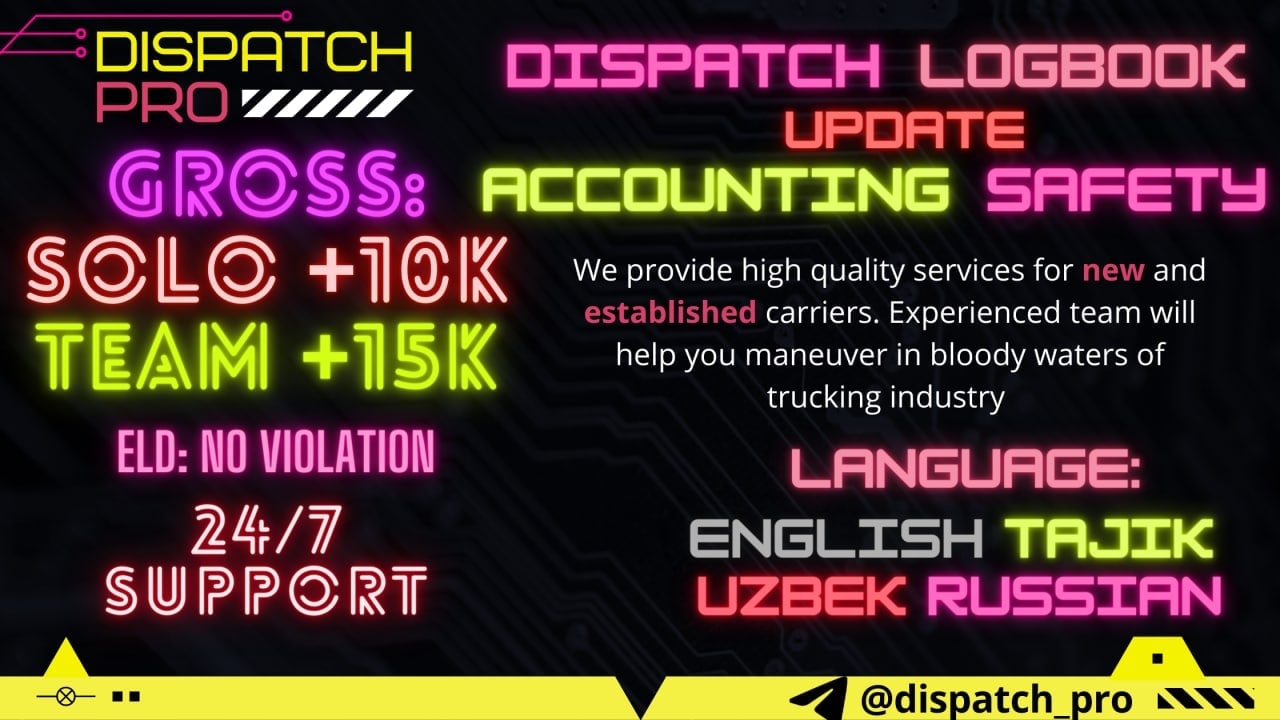 DISPATCH
PRO
GROSS:
SOLO +10K
TEAM +15K
ELD: NO VIOLATION
24/7
SUPPORT
DISPATCH LOGBOOK
UPDATE
ACCOUNTING SAFETY
We provide high quality services for new and
established carriers. Experienced team will
help you maneuver in bloody waters of
trucking industry
LANGUAGE:
ENGLISH TAJIK
UZBEK RUSSIAN
@dispatch_pro